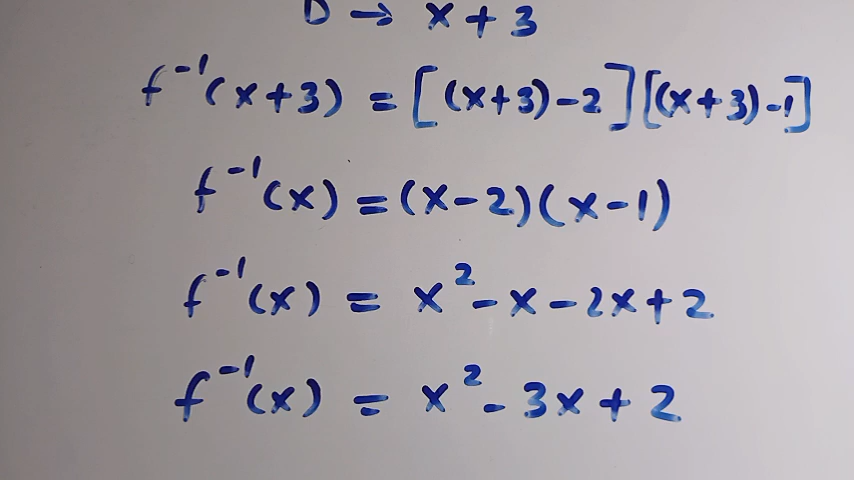 D → x + 3
f⁻¹(x+3) = [(x+3)-2][(x+3)-1]
f⁻¹(x) = (x-2)(x-1)
f⁻¹(x) = x² - x - 2x + 2
f⁻¹(x) = x² - 3x + 2